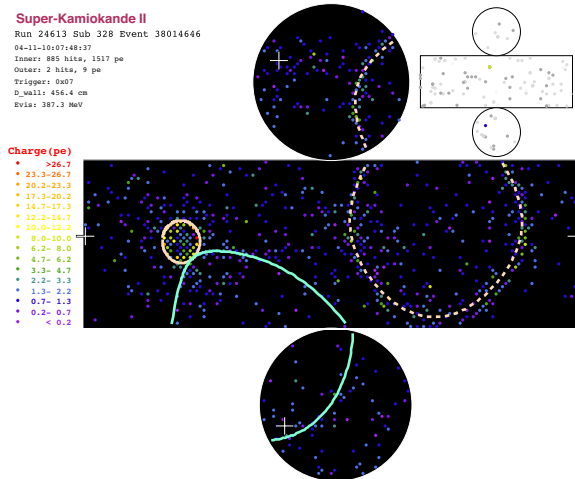 Super-Kamiokande II
Run 24613 Sub 328 Event 38014646
04-11-10:07:48:37
Inner: 885 hits, 1517 pe
Outer: 2 hits, 9 pe
Trigger: 0x07
D_wall: 456.4 cm
Evis: 387.3 MeV
Charge(pe)
>26.7
23.3-26.7
20.2-23.3
17.3-20.2
14.7-17.3
12.2-14.7
10.0-12.2
8.0-10.0
6.2- 8.0
4.7- 6.2
3.3- 4.7
2.2- 3.3
1.3- 2.2
0.7- 1.3
0.2- 0.7
< 0.2